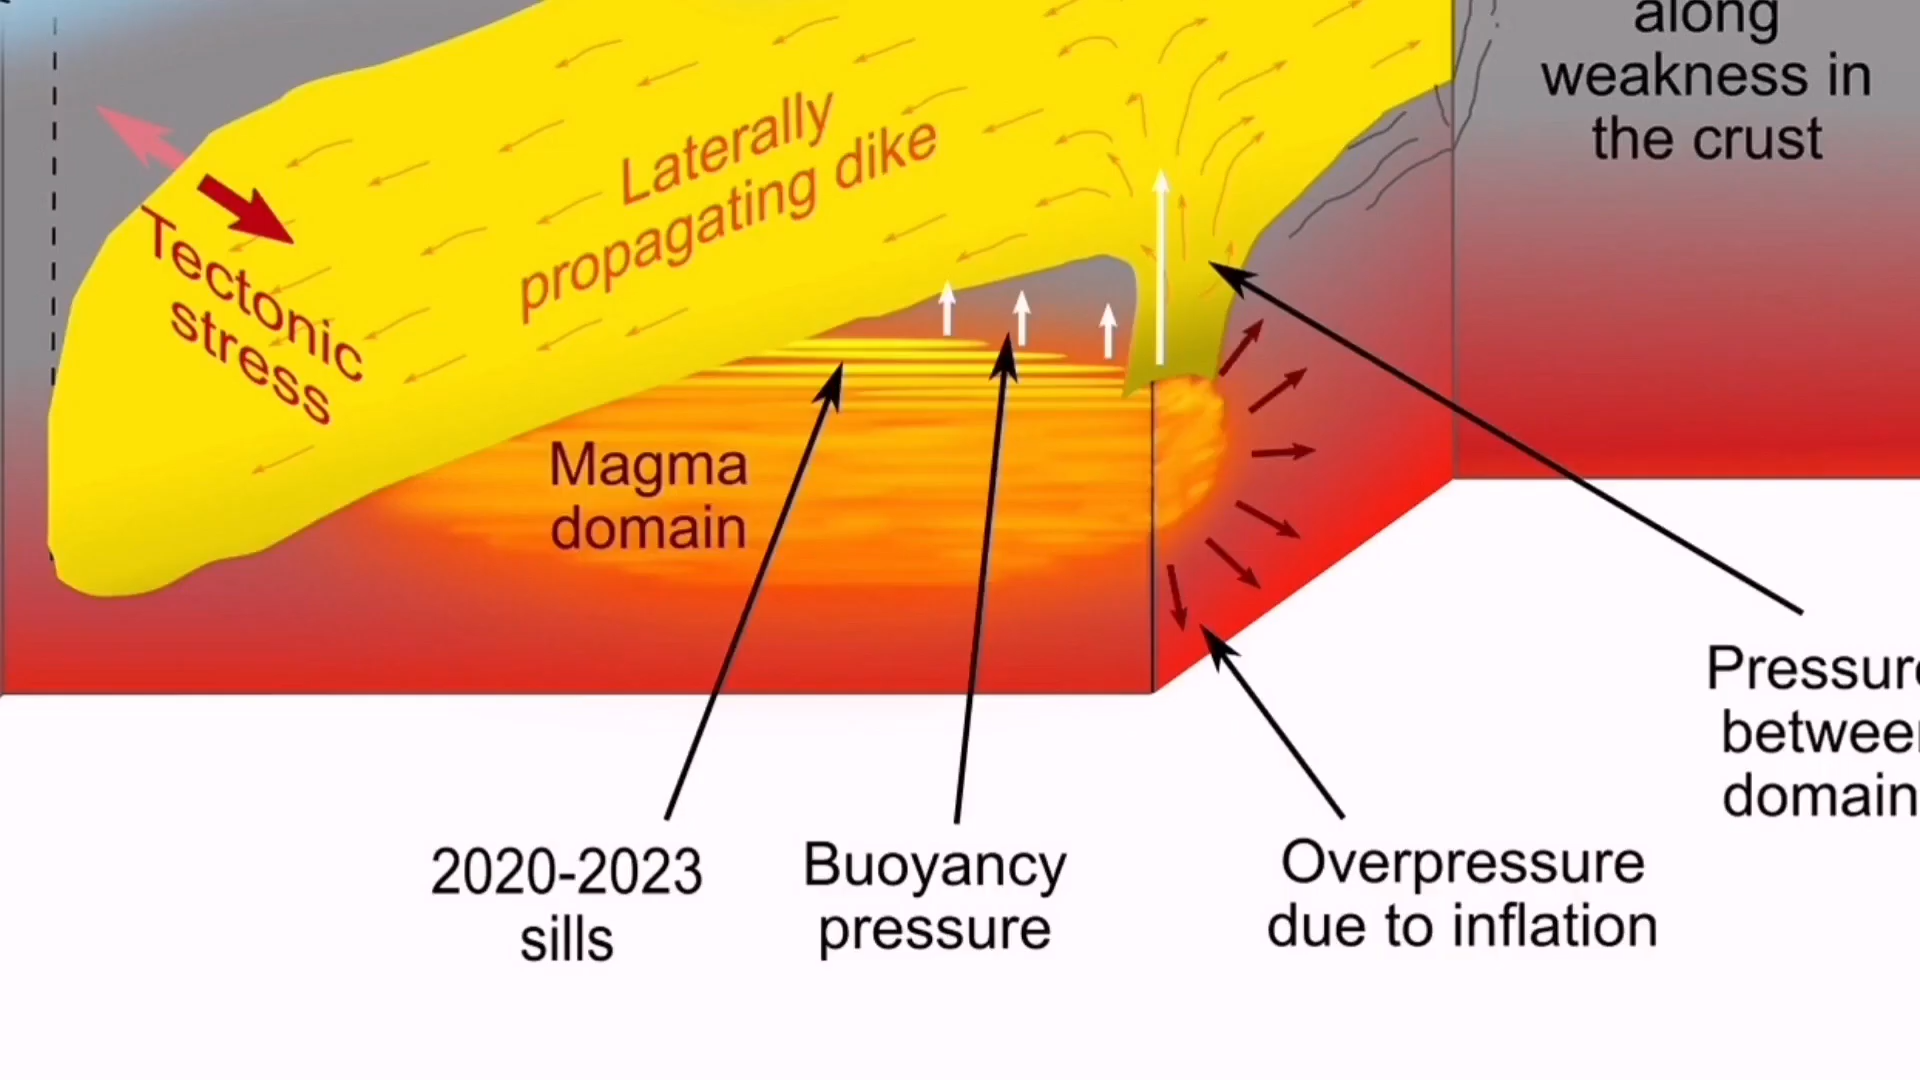 along
weakness in
the crust
Laterally
propagating dike
Tectonic
stress
Magma
domain
2020-2023
sills
Buoyancy
pressure
Overpressure
due to inflation